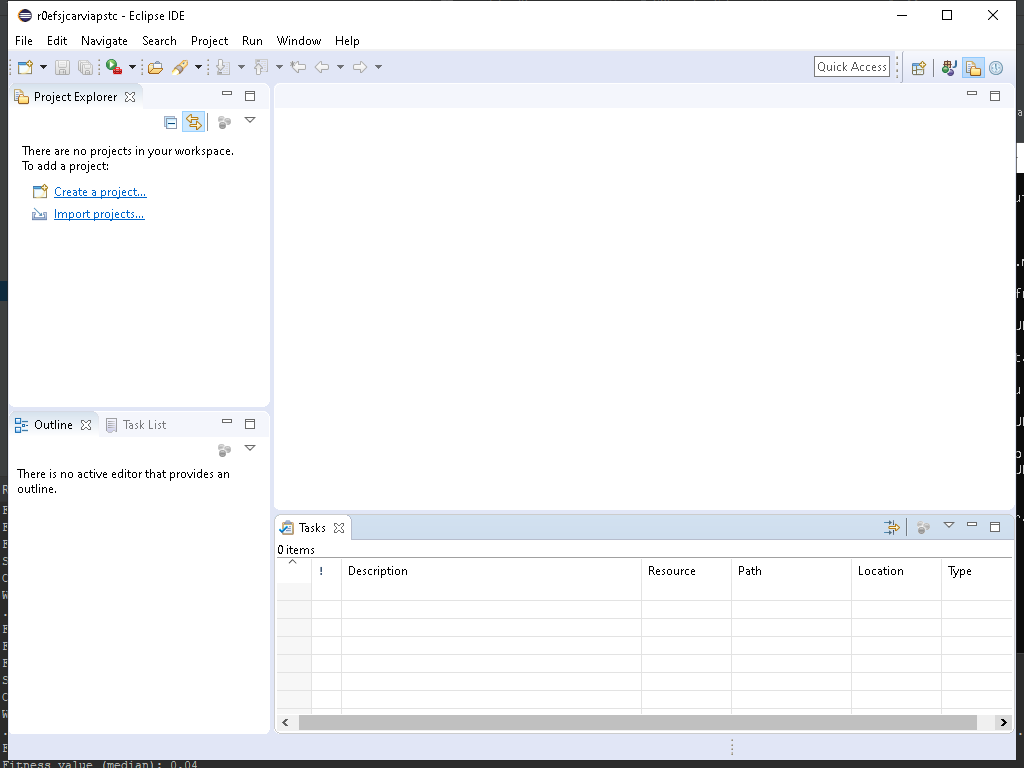 r0efsjcarviapstc - Eclipse IDE
File Edit Navigate Search Project Run Window Help
Quick Access
Project Explorer
There are no projects in your workspace.
To add a project:
Create a project...
Import projects...
Outline Task List
There is no active editor that provides an
outline.
Tasks
0 items
! Description Resource Path Location Type
Fitness value (median): 0.04